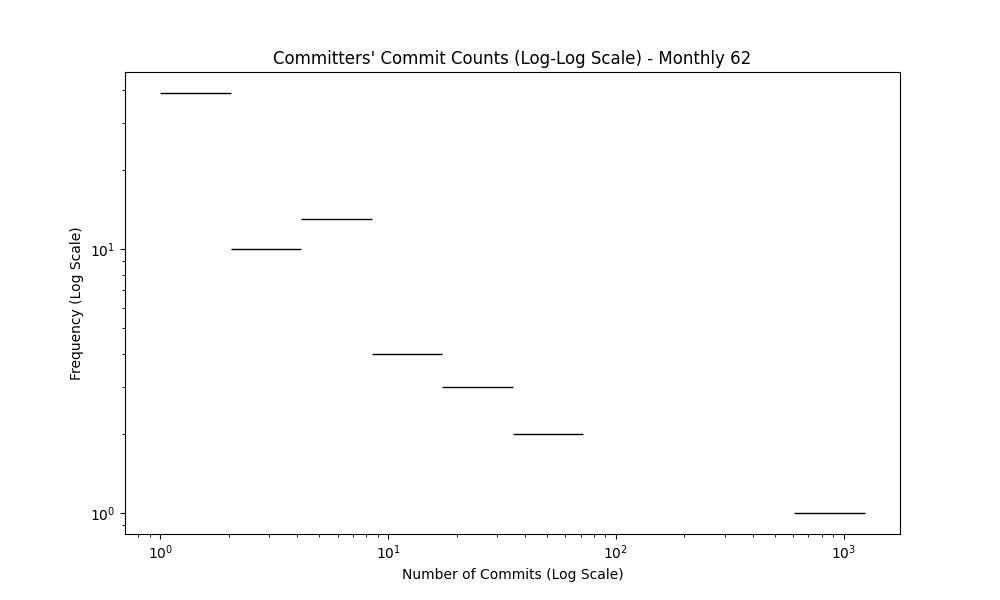 Committers' Commit Counts (Log-Log Scale) - Monthly 62
Frequency (Log Scale)
10¹
10⁰
10⁰ 10¹ 10² 10³
Number of Commits (Log Scale)